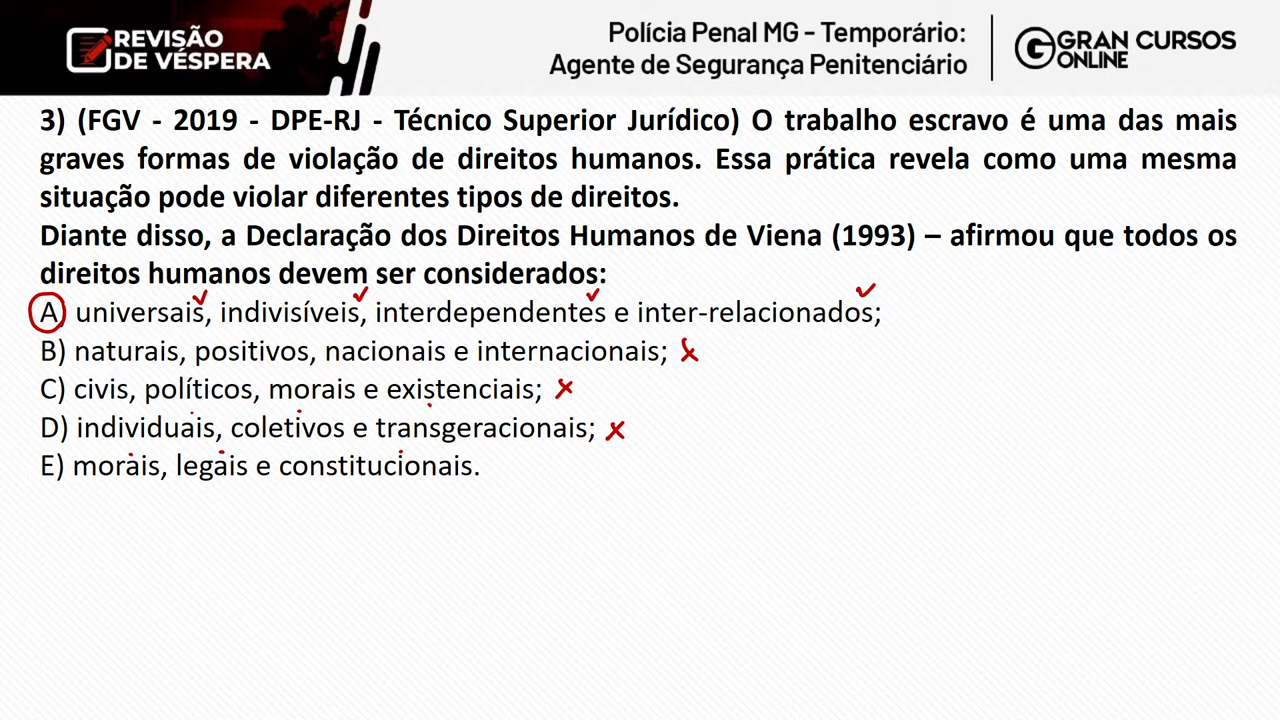 REVISÃO
DE VÉSPERA
Polícia Penal MG - Temporário:
Agente de Segurança Penitenciário
GRAN CURSOS
ONLINE
3) (FGV - 2019 - DPE-RJ - Técnico Superior Jurídico) O trabalho escravo é uma das mais
graves formas de violação de direitos humanos. Essa prática revela como uma mesma
situação pode violar diferentes tipos de direitos.
Diante disso, a Declaração dos Direitos Humanos de Viena (1993) – afirmou que todos os
direitos humanos devem ser considerados:
A) universais, indivisíveis, interdependentes e inter-relacionados;
B) naturais, positivos, nacionais e internacionais;
C) civis, políticos, morais e existenciais;
D) individuais, coletivos e transgeracionais;
E) morais, legais e constitucionais.